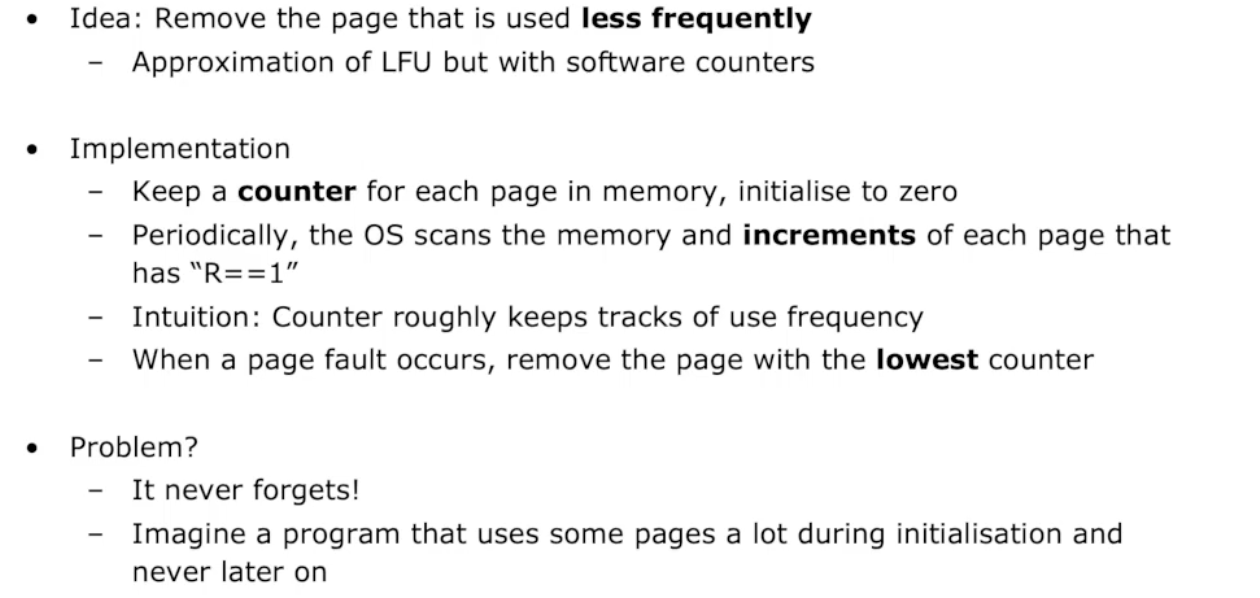 • Idea: Remove the page that is used less frequently
– Approximation of LFU but with software counters
• Implementation
– Keep a counter for each page in memory, initialise to zero
– Periodically, the OS scans the memory and increments of each page that
has “R==1”
– Intuition: Counter roughly keeps tracks of use frequency
– When a page fault occurs, remove the page with the lowest counter
• Problem?
– It never forgets!
– Imagine a program that uses some pages a lot during initialisation and
never later on